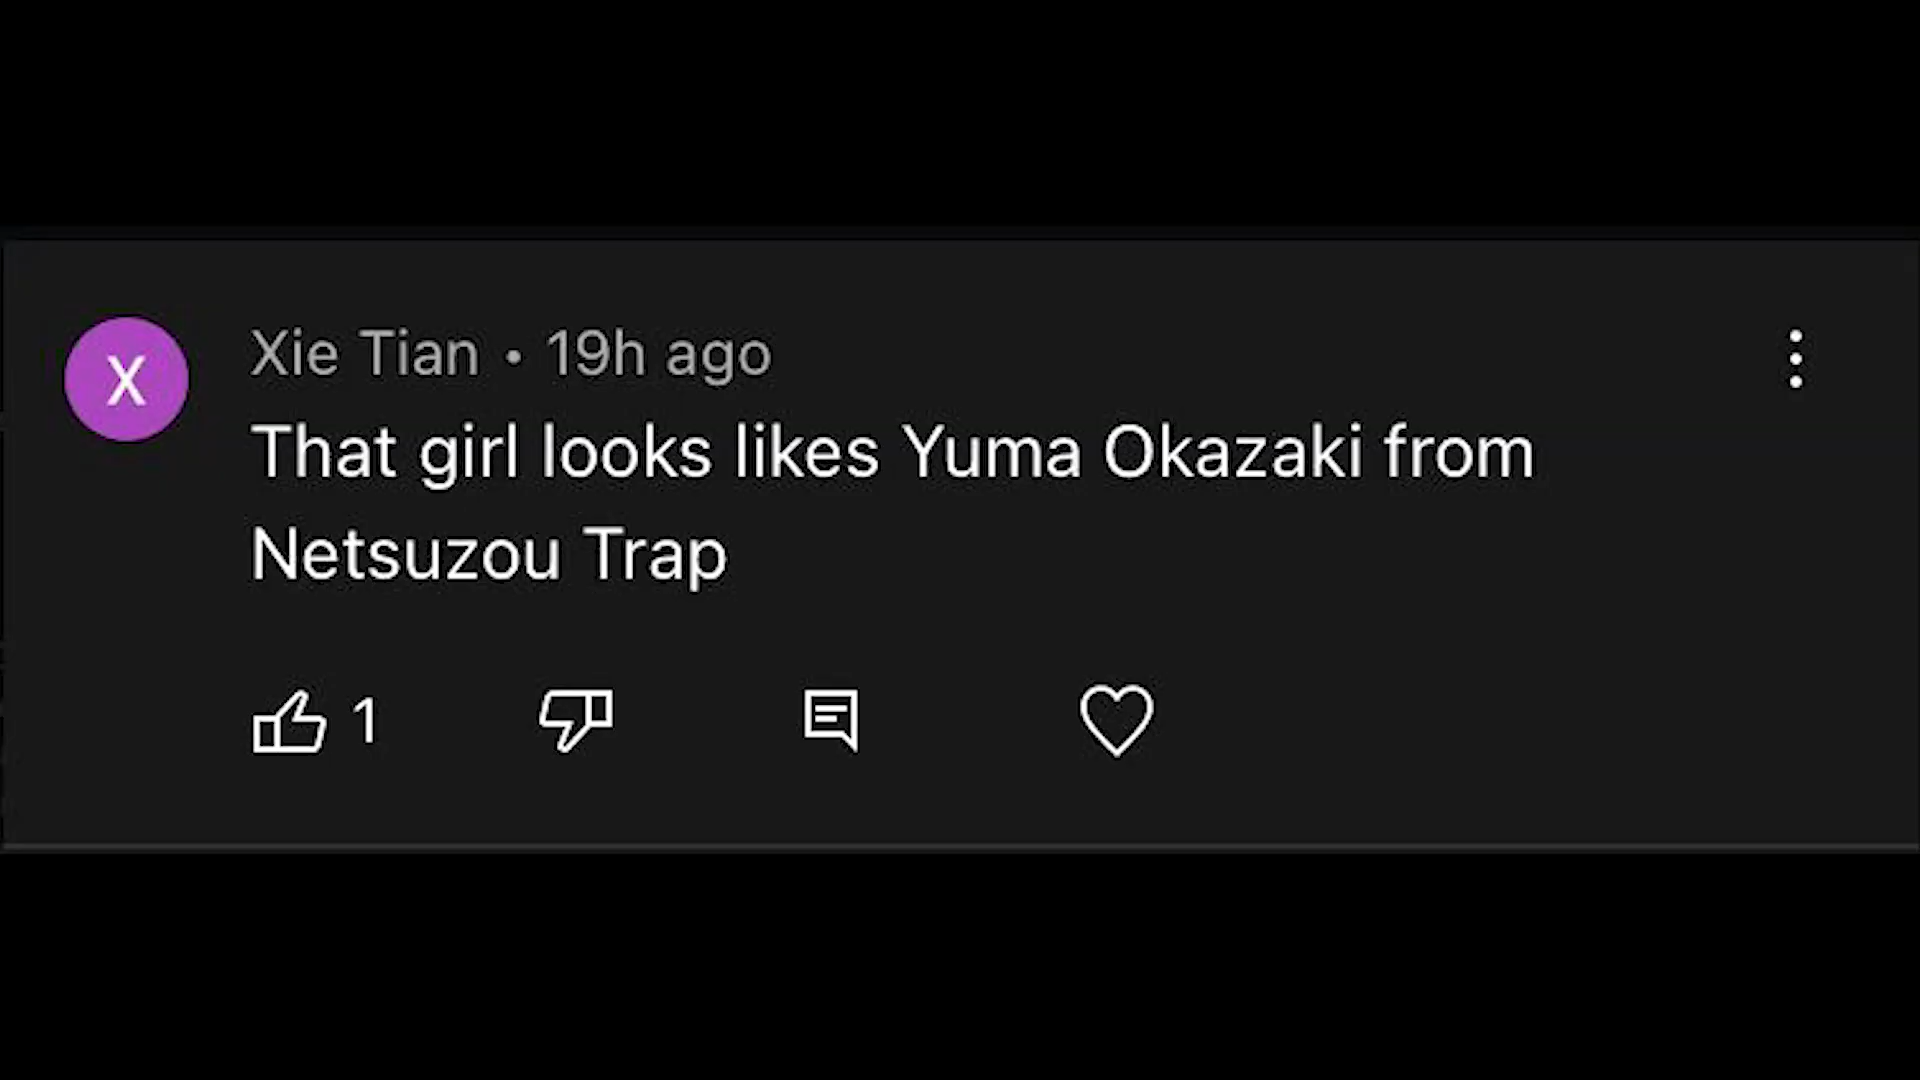 X
Xie Tian • 19h ago
That girl looks likes Yuma Okazaki from
Netsuzou Trap
1